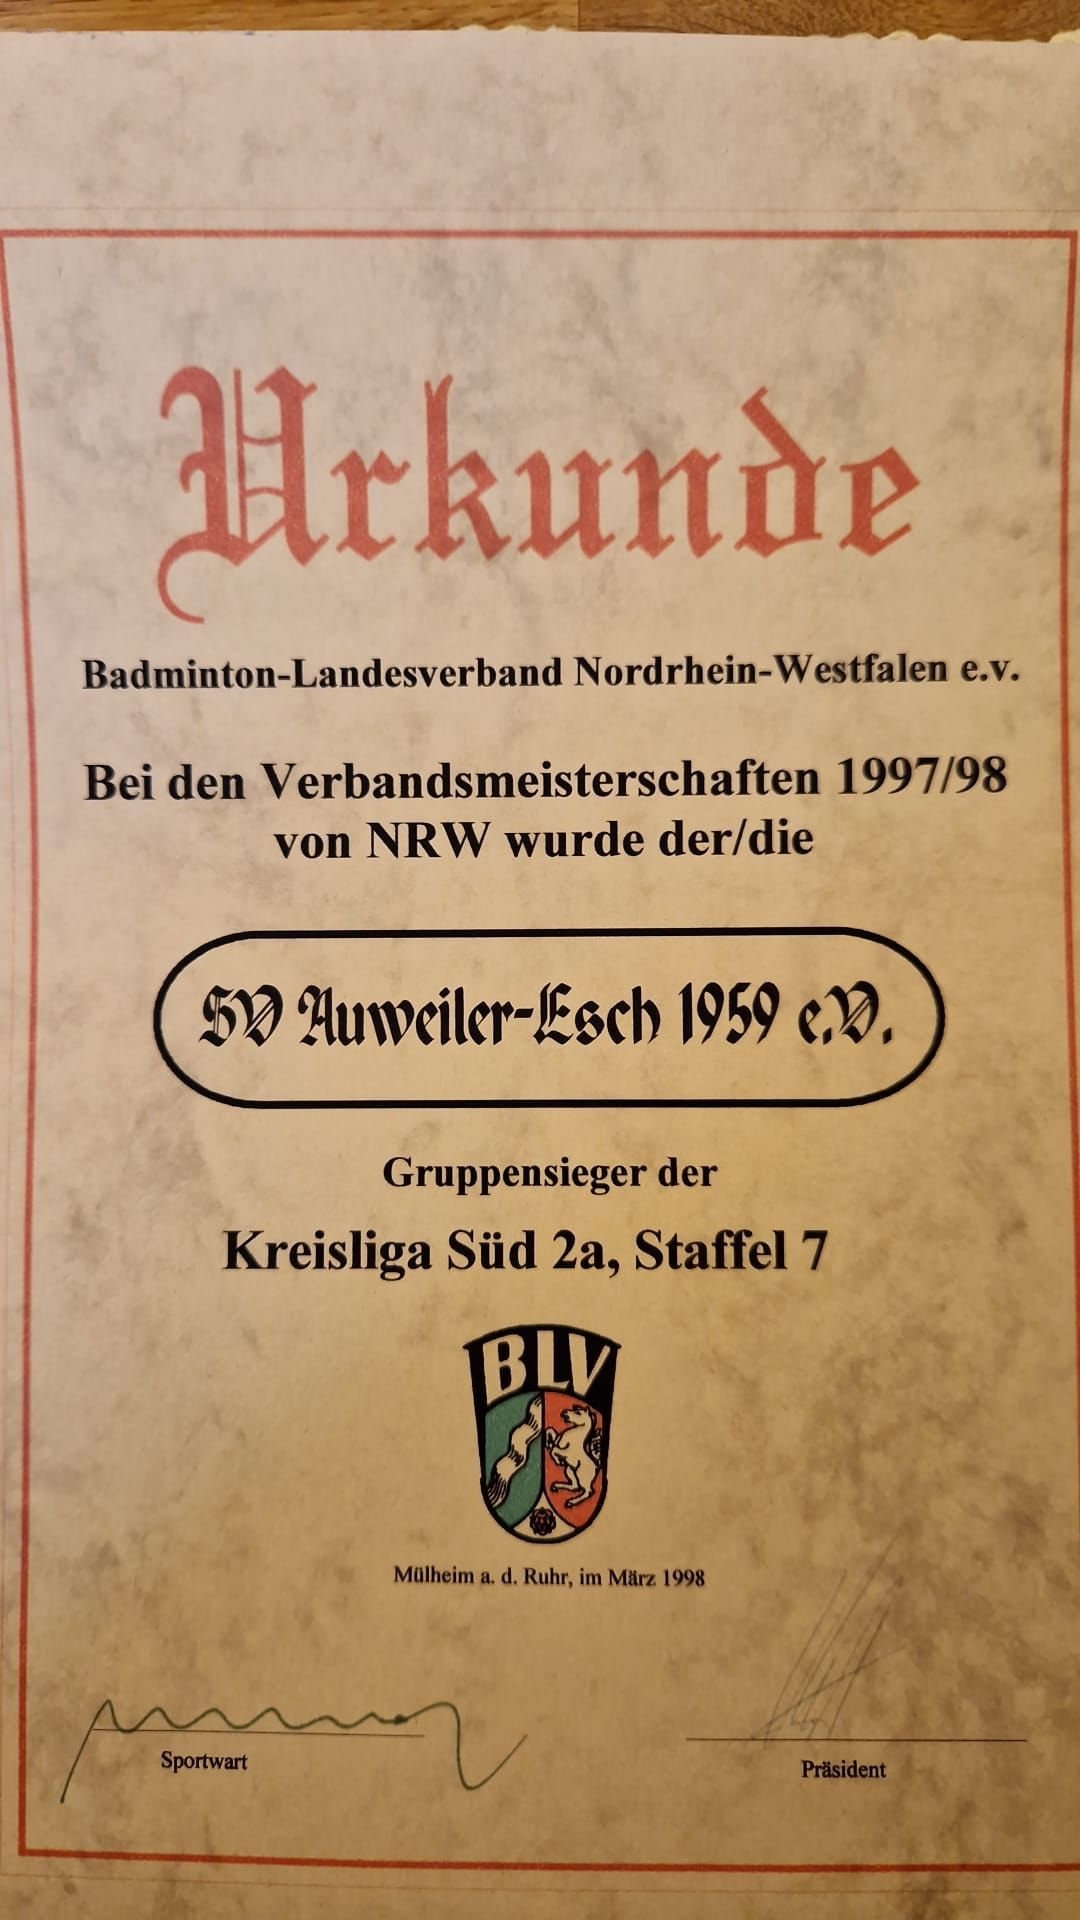 Urkunde
Badminton-Landesverband Nordrhein-Westfalen e.v.
Bei den Verbandsmeisterschaften 1997/98
von NRW wurde der/die
SV Auweiler-Esch 1959 e.V.
Gruppensieger der
Kreisliga Süd 2a, Staffel 7
BLV
Mülheim a. d. Ruhr, im März 1998
Sportwart
Präsident